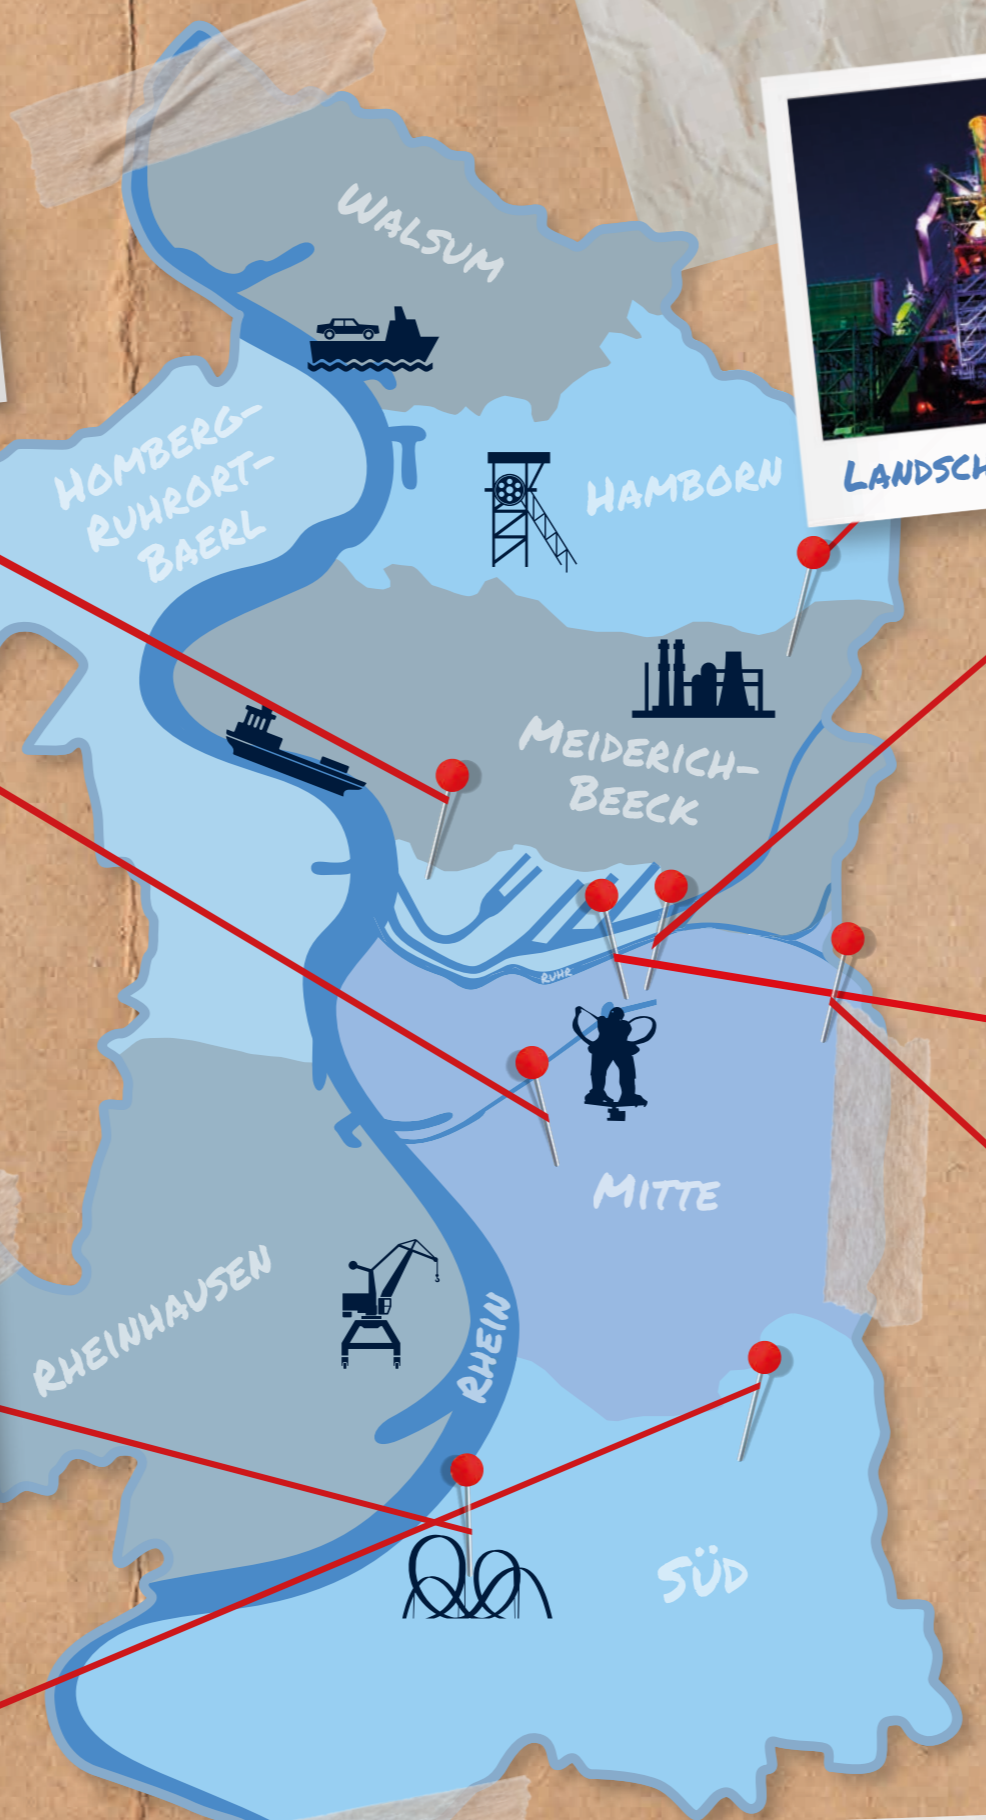 WALSUM
HOMBERG-
RUHRORT-
BAERL
HAMBORN
LANDSCH
MEIDERICH-
BEECK
RUHR
MITTE
RHEINHAUSEN
RHEIN
SÜD